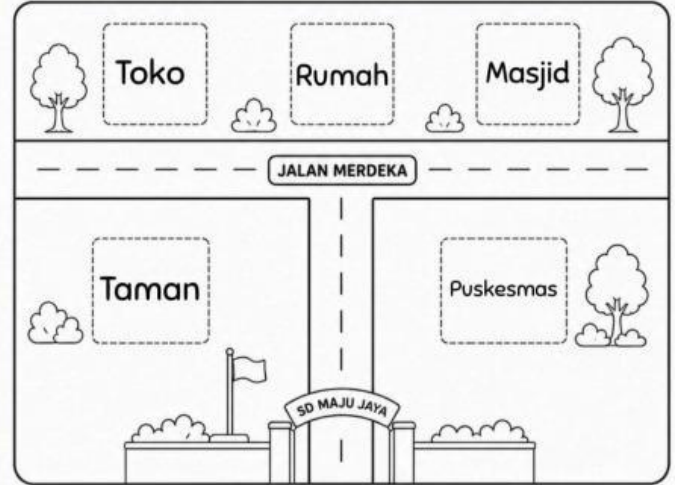 Toko
Rumah
Masjid
JALAN MERDEKA
Taman
Puskesmas
SD MAJU JAYA